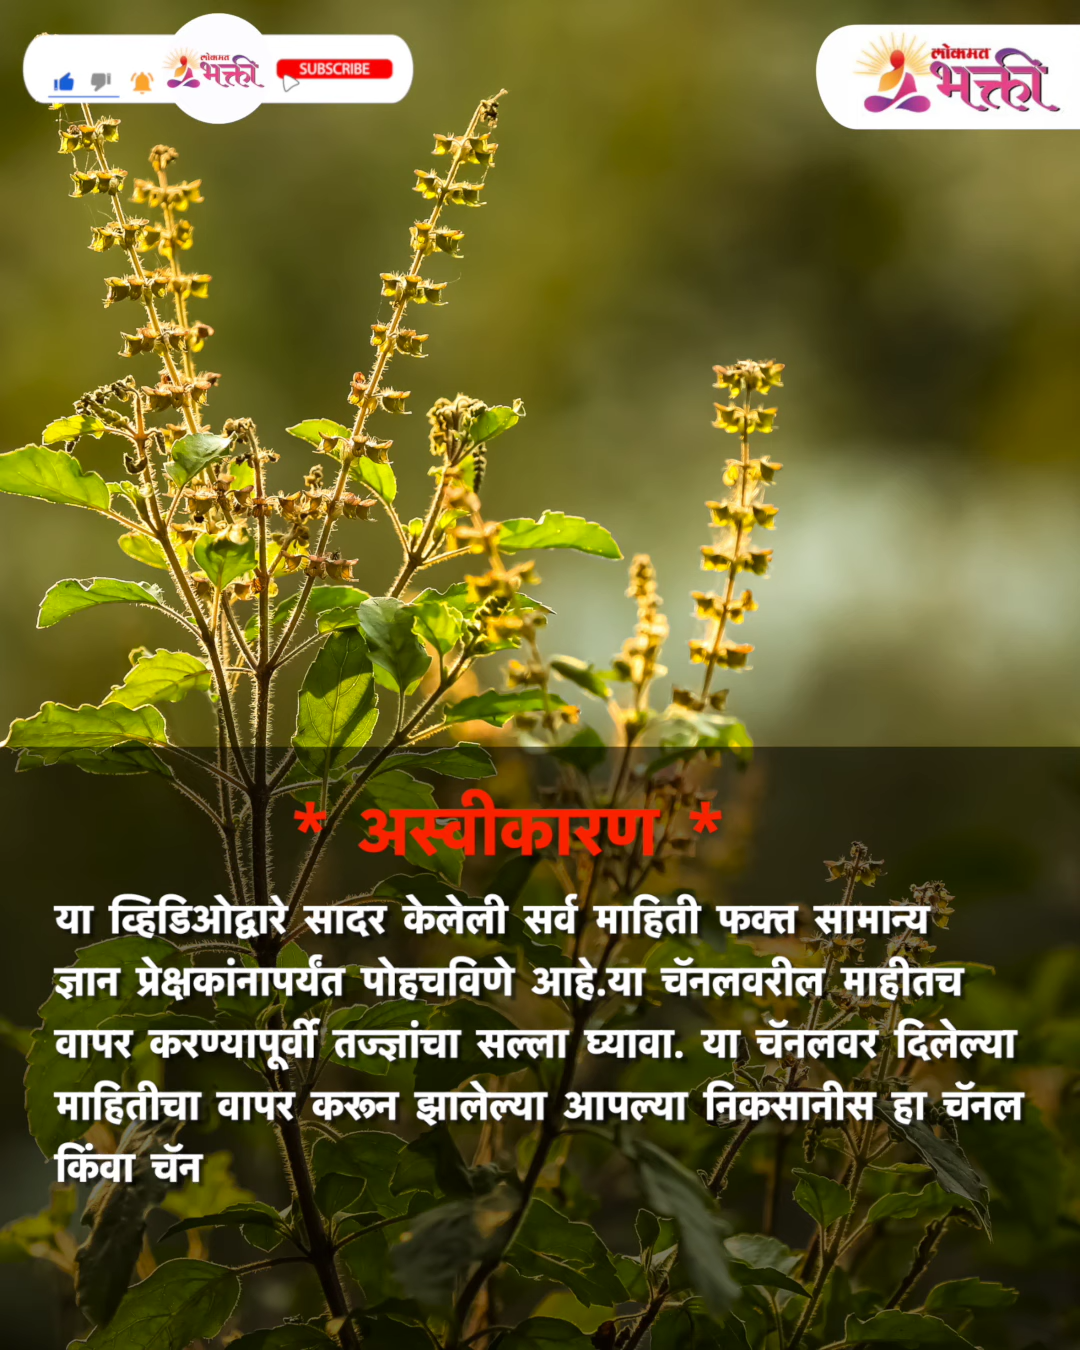 लोकमत
भक्ती
SUBSCRIBE
लोकमत
भक्ती
* अस्वीकारण *
या व्हिडिओद्वारे सादर केलेली सर्व माहिती फक्त सामान्य
ज्ञान प्रेक्षकांनापर्यंत पोहचविणे आहे.या चॅनलवरील माहीतच
वापर करण्यापूर्वी तज्ज्ञांचा सल्ला घ्यावा. या चॅनलवर दिलेल्या
माहितीचा वापर करून झालेल्या आपल्या निकसानीस हा चॅनल
किंवा चॅन